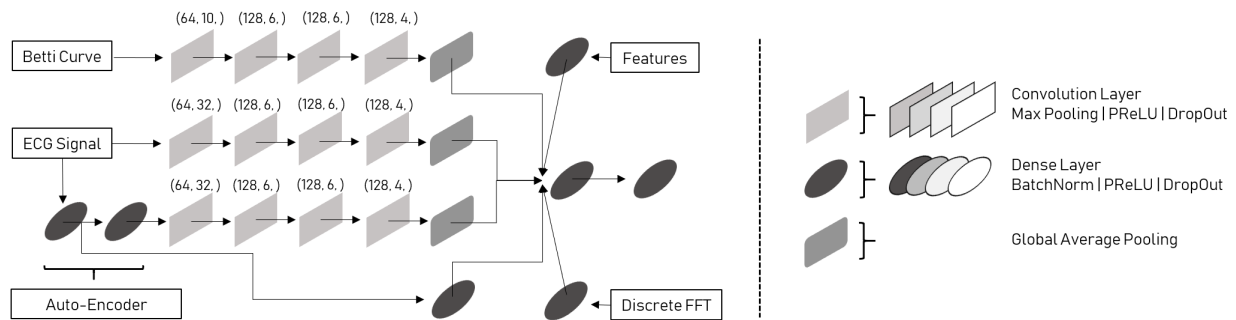 (64, 10, ) (128, 6, ) (128, 6, ) (128, 4, )
Betti Curve
Features
(64, 32, ) (128, 6, ) (128, 6, ) (128, 4, )
ECG Signal
(64, 32, ) (128, 6, ) (128, 6, ) (128, 4, )
Auto-Encoder
Discrete FFT
Convolution Layer
Max Pooling | PReLU | DropOut
Dense Layer
BatchNorm | PReLU | DropOut
Global Average Pooling